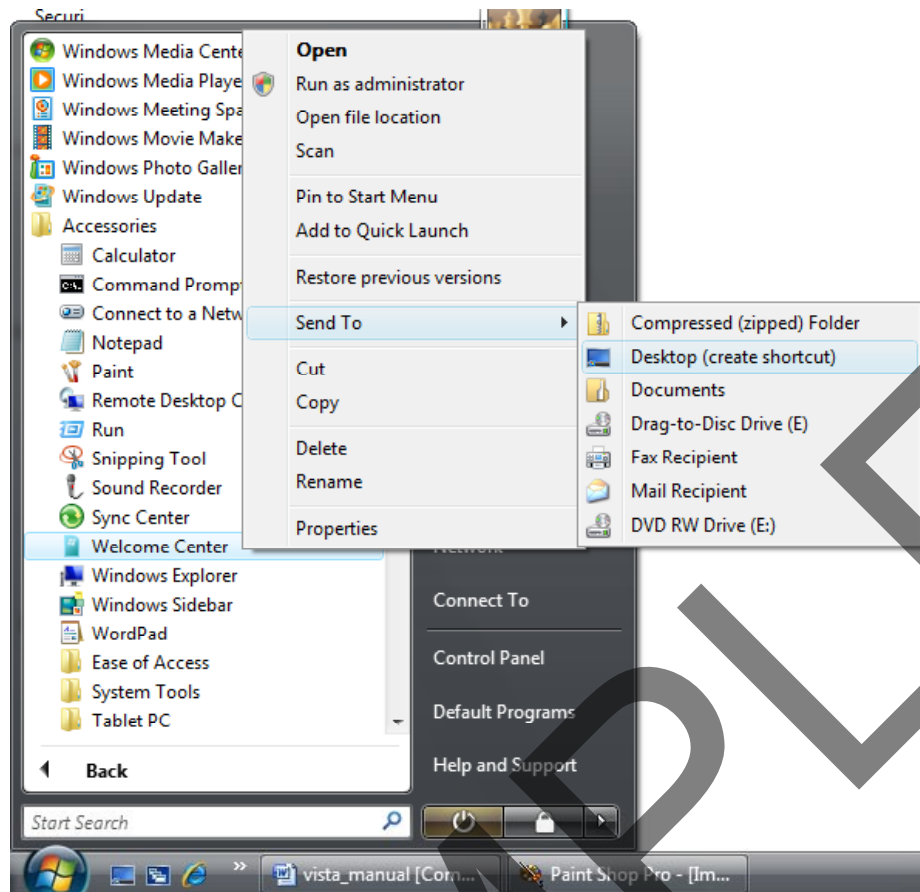 Securi
Windows Media Cente
Windows Media Playe
Windows Meeting Spa
Windows Movie Make
Windows Photo Galler
Windows Update
Accessories
Calculator
Command Prompt
Connect to a Netw
Notepad
Paint
Remote Desktop C
Run
Snipping Tool
Sound Recorder
Sync Center
Welcome Center
Windows Explorer
Windows Sidebar
WordPad
Ease of Access
System Tools
Tablet PC
Back
Start Search
Open
Run as administrator
Open file location
Scan
Pin to Start Menu
Add to Quick Launch
Restore previous versions
Send To
Cut
Copy
Delete
Rename
Properties
Compressed (zipped) Folder
Desktop (create shortcut)
Documents
Drag-to-Disc Drive (E)
Fax Recipient
Mail Recipient
DVD RW Drive (E:)
Network
Connect To
Control Panel
Default Programs
Help and Support
vista_manual [Com...
Paint Shop Pro - [Im...
MPLE